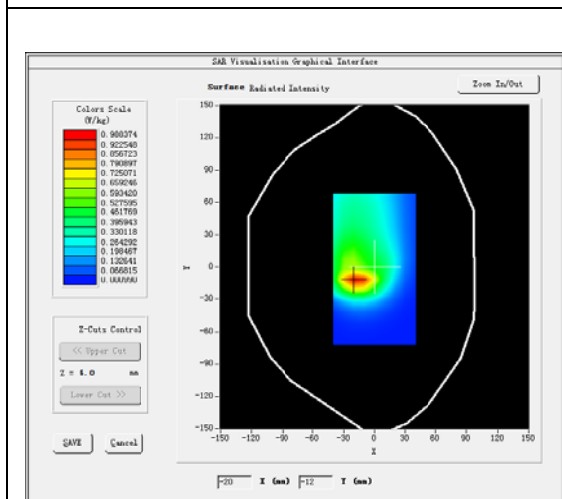 SAR Visualisation Graphical Interface
Surface Radiated Intensity
Zoom In/Out
Colors Scale
(W/kg)
0.988374
0.922548
0.856723
0.790897
0.725071
0.659246
0.593420
0.527595
0.461769
0.395943
0.330118
0.264292
0.198467
0.132641
0.066815
0.000990
Z-Cuts Control
<< Upper Cut
Z = 4.0 mm
Lower Cut >>
SAVE Cancel
150
120
90
60
30
0
-30
-60
-90
-120
-150
Y
-150 -120 -90 -60 -30 0 30 60 90 120 150
X
-20 X (mm) -12 Y (mm)